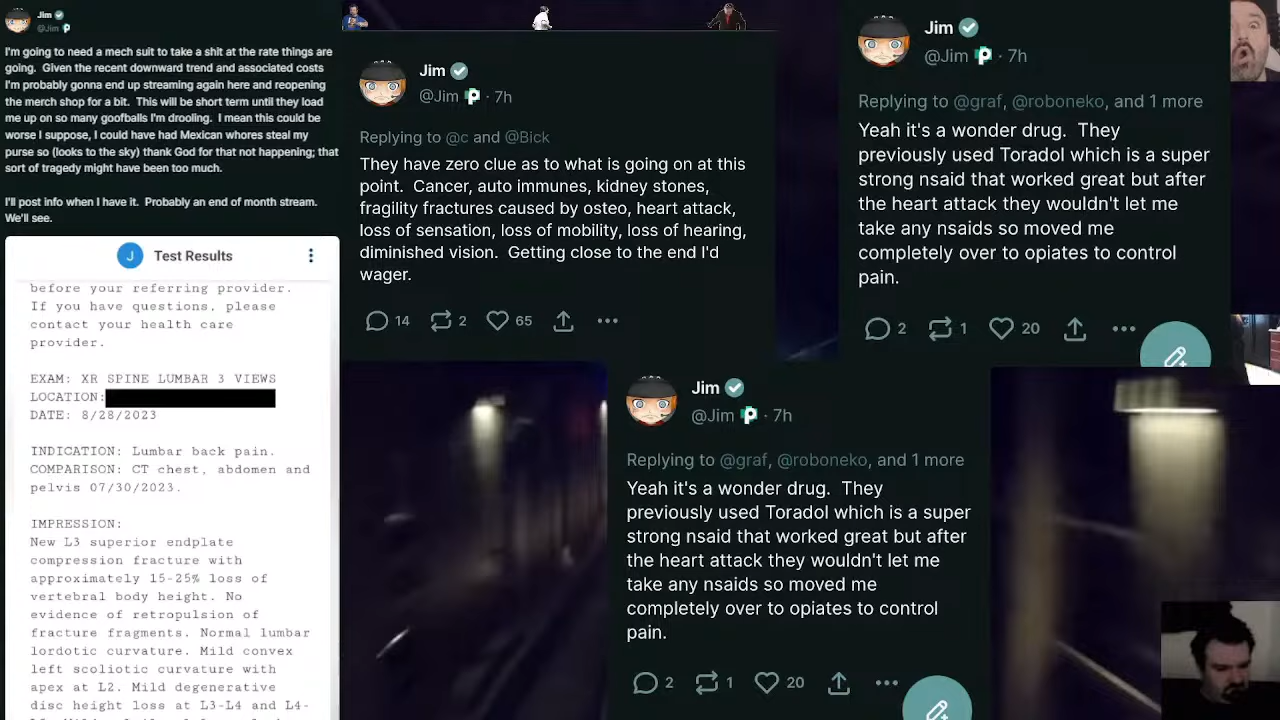 Jim
@Jim
I'm going to need a mech suit to take a shit at the rate things are
going. Given the recent downward trend and associated costs
I'm probably gonna end up streaming again here and reopening
the merch shop for a bit. This will be short term until they load
me up on so many goofballs I'm drooling. I mean this could be
worse I suppose, I could have had Mexican whores steal my
purse so (looks to the sky) thank God for that not happening; that
sort of tragedy might have been too much.
I'll post info when I have it. Probably an end of month stream.
We'll see.
J Test Results
before your referring provider.
If you have questions, please
contact your health care
provider.
EXAM: XR SPINE LUMBAR 3 VIEWS
LOCATION:
DATE: 8/28/2023
INDICATION: Lumbar back pain.
COMPARISON: CT chest, abdomen and
pelvis 07/30/2023.
IMPRESSION:
New L3 superior endplate
compression fracture with
approximately 15-25% loss of
vertebral body height. No
evidence of retropulsion of
fracture fragments. Normal lumbar
lordotic curvature. Mild convex
left scoliotic curvature with
apex at L2. Mild degenerative
disc height loss at L3-L4 and L4-
Jim
@Jim · 7h
Replying to @c and @Bick
They have zero clue as to what is going on at this
point. Cancer, auto immunes, kidney stones,
fragility fractures caused by osteo, heart attack,
loss of sensation, loss of mobility, loss of hearing,
diminished vision. Getting close to the end I'd
wager.
14 2 65
Jim
@Jim · 7h
Replying to @graf, @roboneko, and 1 more
Yeah it's a wonder drug. They
previously used Toradol which is a super
strong nsaid that worked great but after
the heart attack they wouldn't let me
take any nsaids so moved me
completely over to opiates to control
pain.
2 1 20
Jim
@Jim · 7h
Replying to @graf, @roboneko, and 1 more
Yeah it's a wonder drug. They
previously used Toradol which is a super
strong nsaid that worked great but after
the heart attack they wouldn't let me
take any nsaids so moved me
completely over to opiates to control
pain.
2 1 20